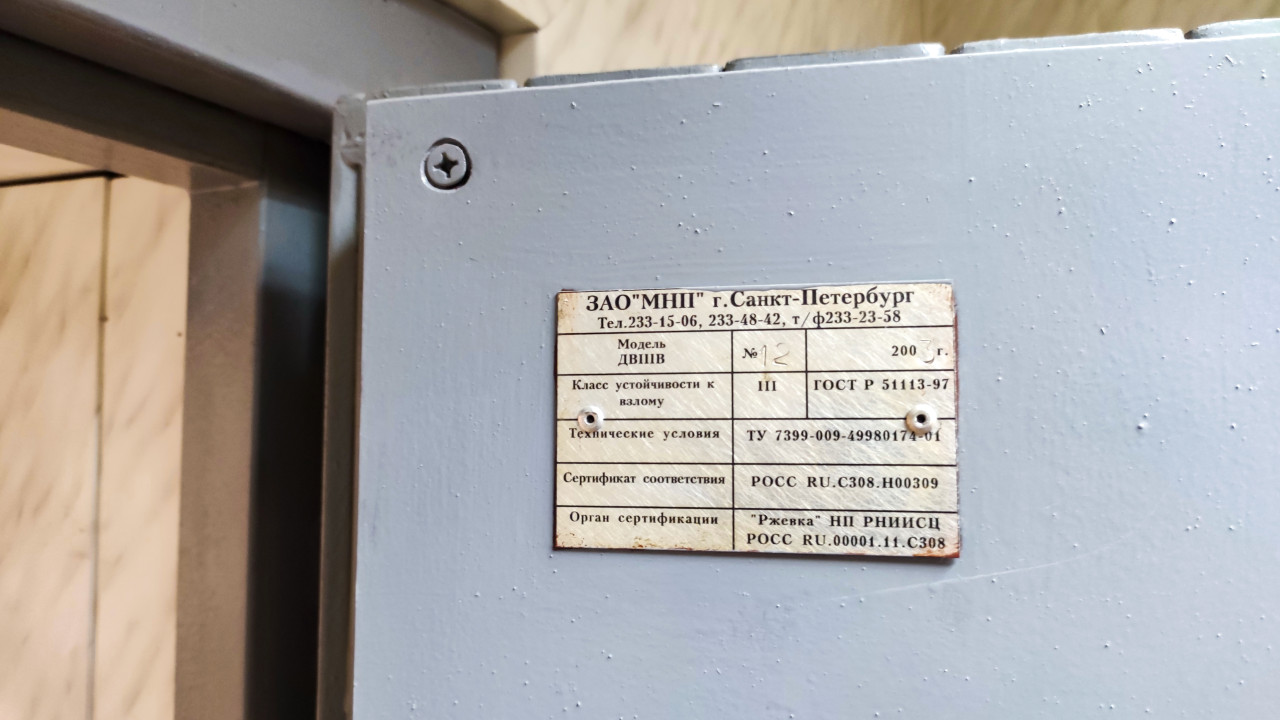 ЗАО"МНП" г.Санкт-Петербург
Тел.233-15-06, 233-48-42, т/ф233-23-58
Модель
ДВIIIВ
№12
2003г.
Класс устойчивости к
взлому
III
ГОСТ Р 51113-97
Технические условия
ТУ 7399-009-49980174-01
Сертификат соответствия
РОСС RU.С308.Н00309
Орган сертификации
"Ржевка" НП РНИИСЦ
РОСС RU.00001.11.С308